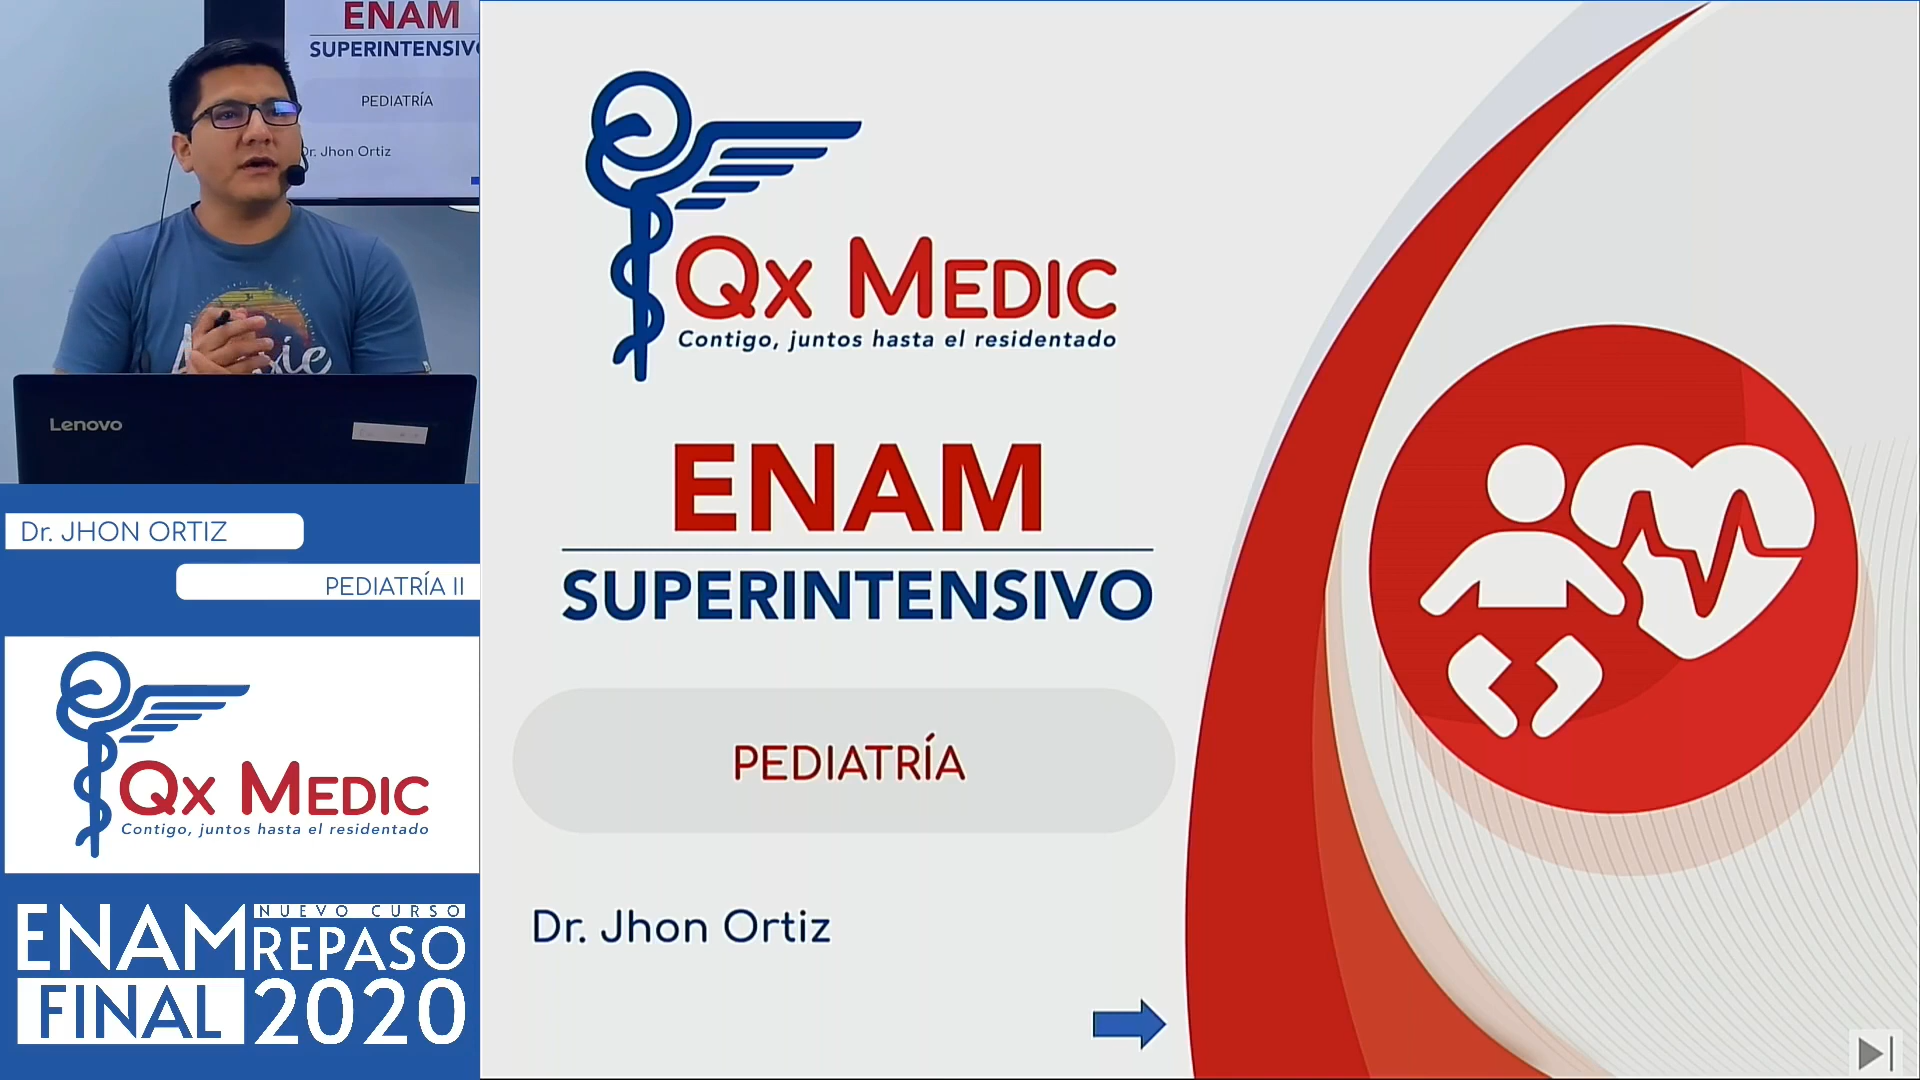 ENAM
SUPERINTENSIV
PEDIATRÍA
Dr. Jhon Ortiz
Lenovo
Dr. JHON ORTIZ
PEDIATRÍA II
Qx MEDIC
Contigo, juntos hasta el residentado
ENAM
NUEVO CURSO
REPASO
FINAL
2020
Qx MEDIC
Contigo, juntos hasta el residentado
ENAM
SUPERINTENSIVO
PEDIATRÍA
Dr. Jhon Ortiz